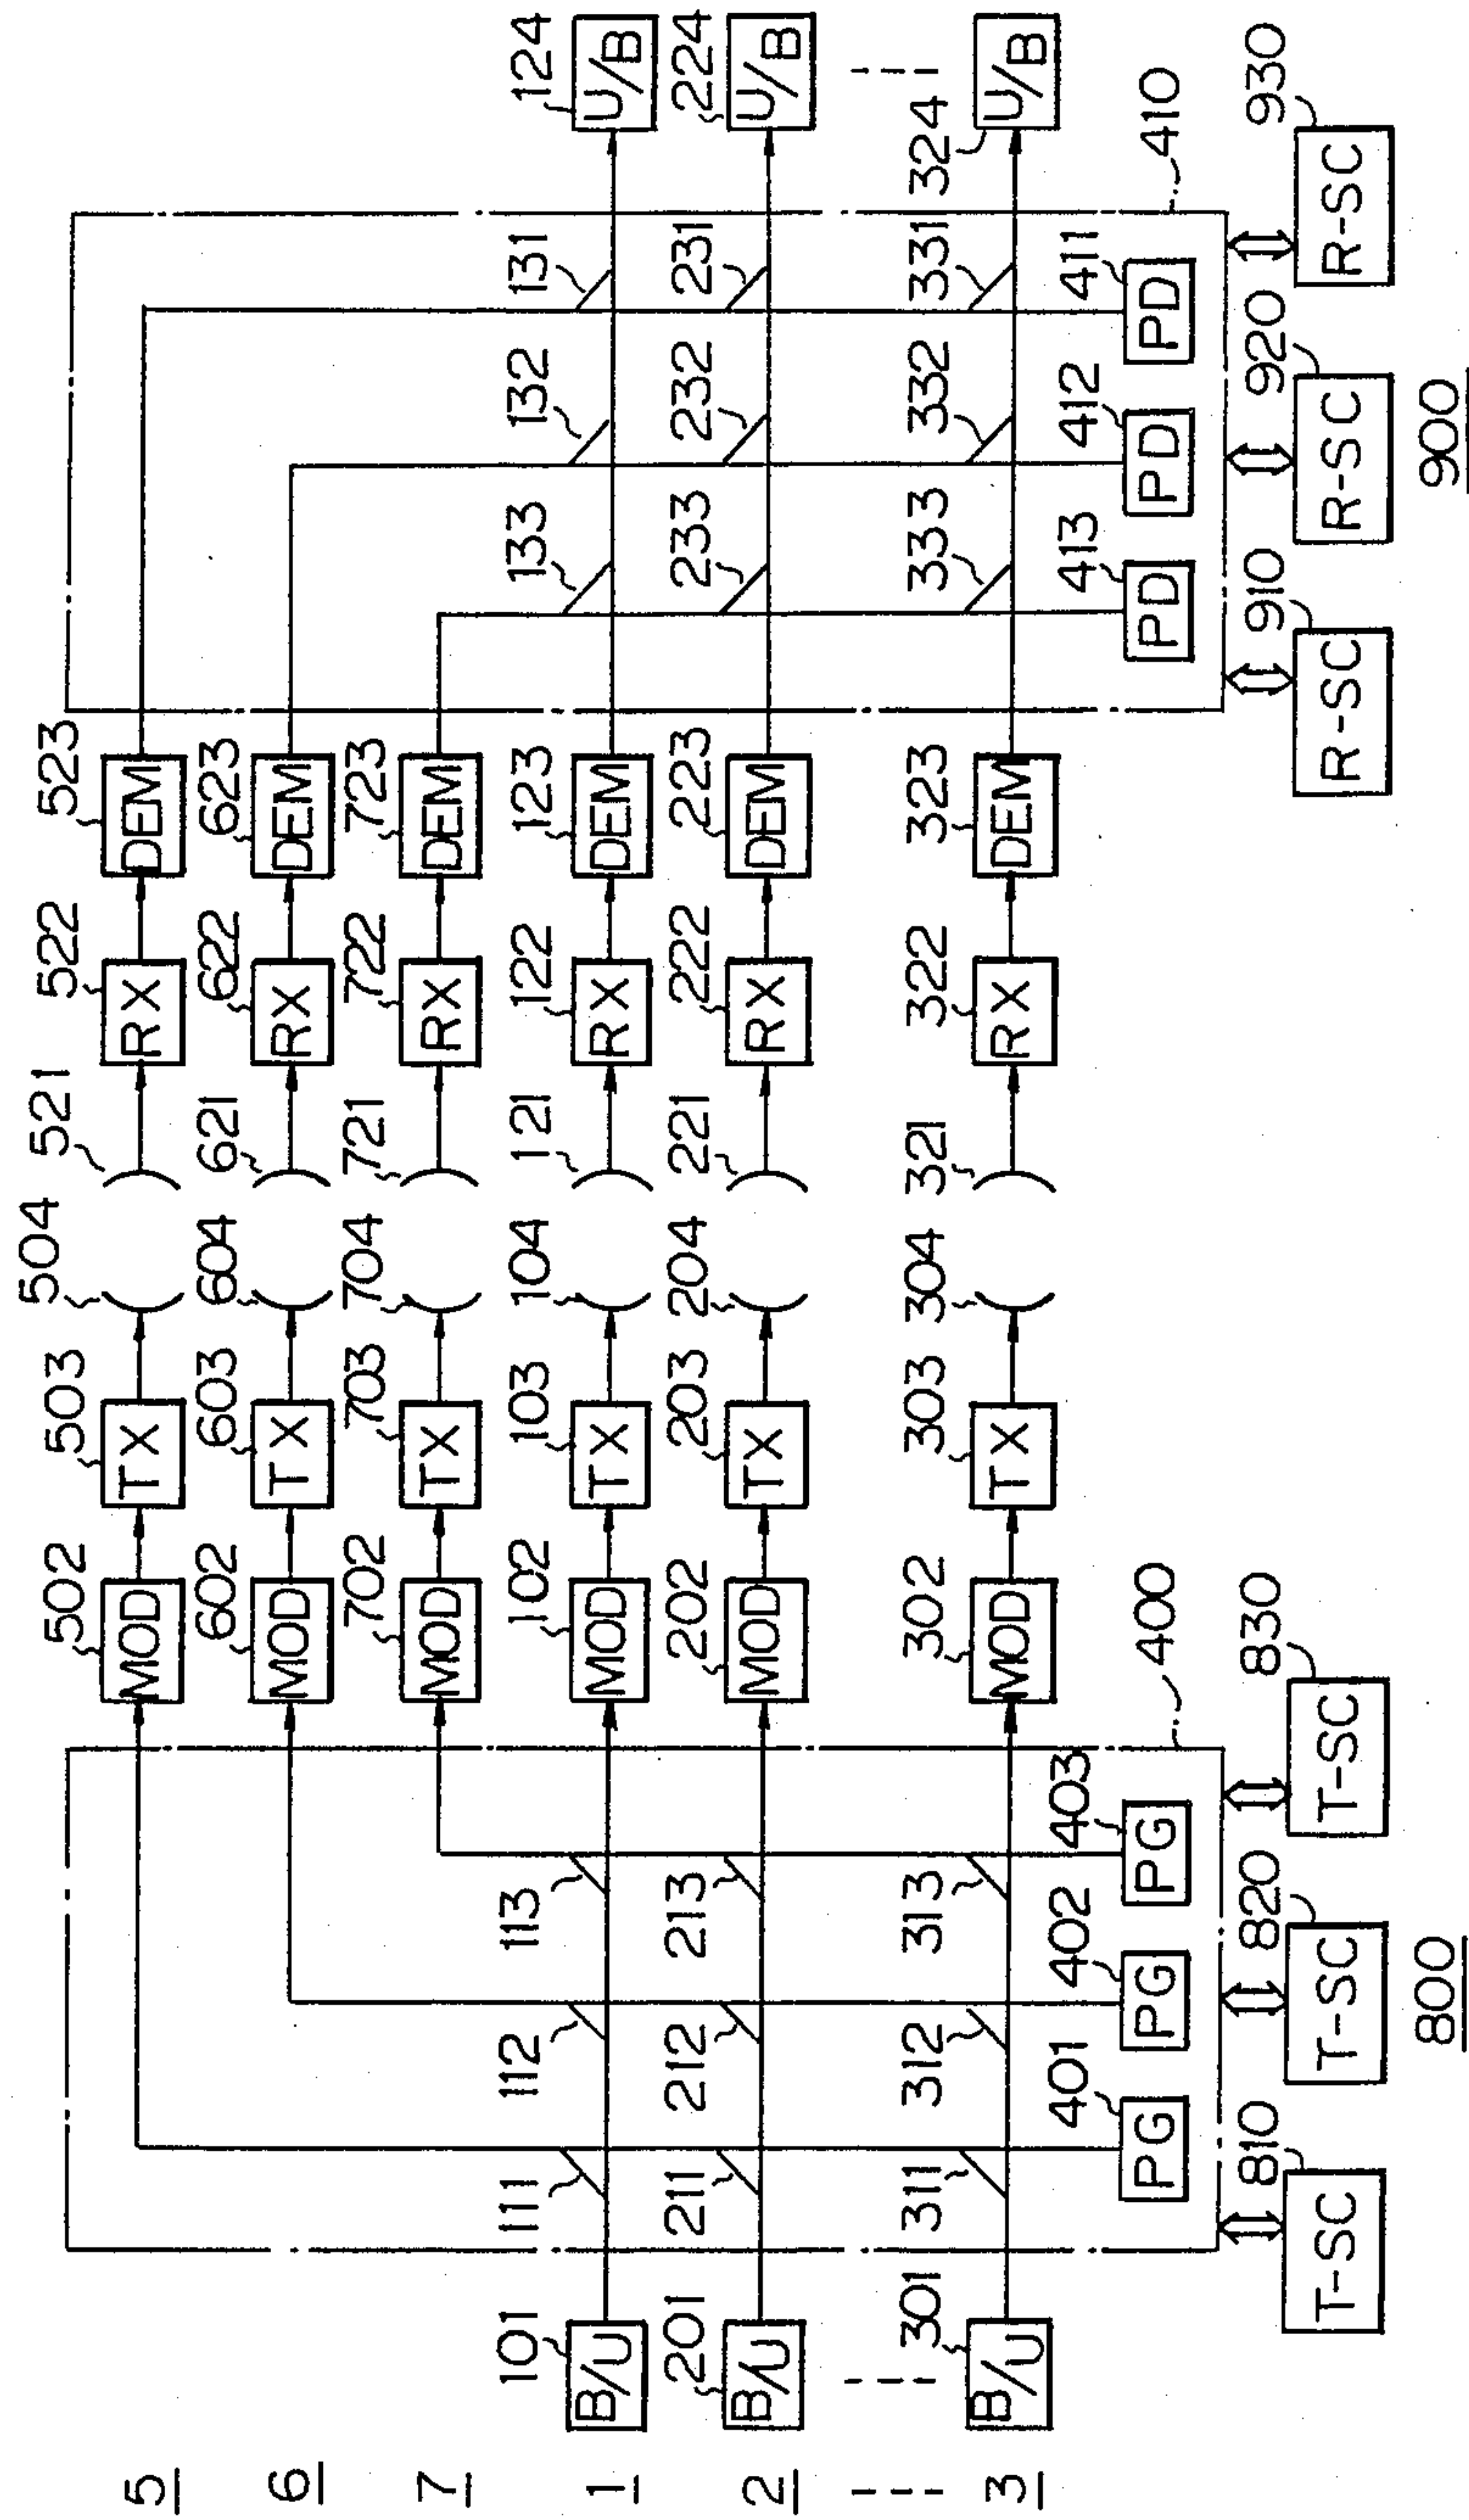 5
502
MOD
503
TX
504
521
522
RX
523
DEM
6
602
MOD
603
TX
604
621
622
RX
623
DEM
7
702
MOD
703
TX
704
721
722
RX
723
DEM
1
101
B/U
111
112
113
102
MOD
103
TX
104
121
122
RX
123
DEM
133
132
131
124
U/B
2
201
B/U
211
212
213
202
MOD
203
TX
204
221
222
RX
223
DEM
233
232
231
224
U/B
3
301
B/U
311
312
313
302
MOD
303
TX
304
321
322
RX
323
DEM
333
332
331
324
U/B
401
PG
402
PG
403
PG
400
413
PD
412
PD
411
PD
410
810
T-SC
820
T-SC
830
T-SC
910
R-SC
920
R-SC
930
R-SC
800
900